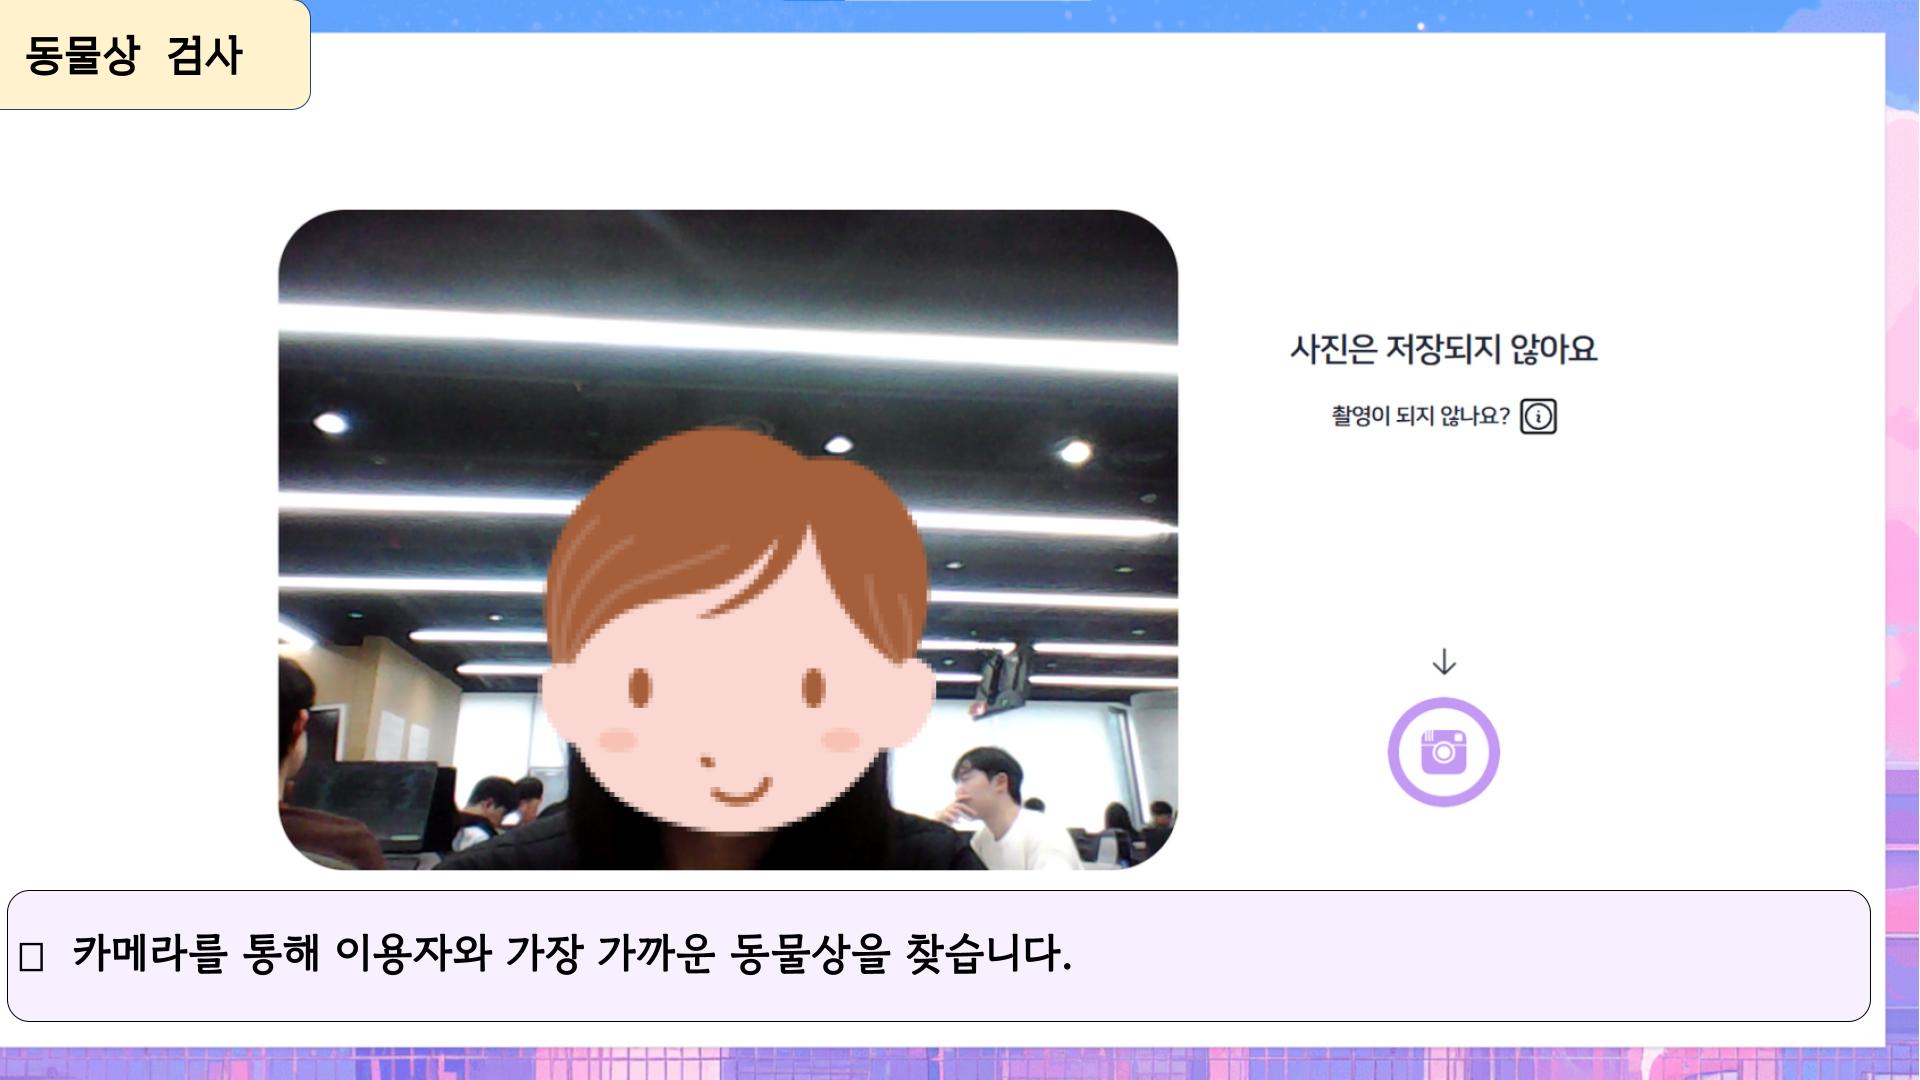 동물상 검사
사진은 저장되지 않아요
촬영이 되지 않나요?
카메라를 통해 이용자와 가장 가까운 동물상을 찾습니다.